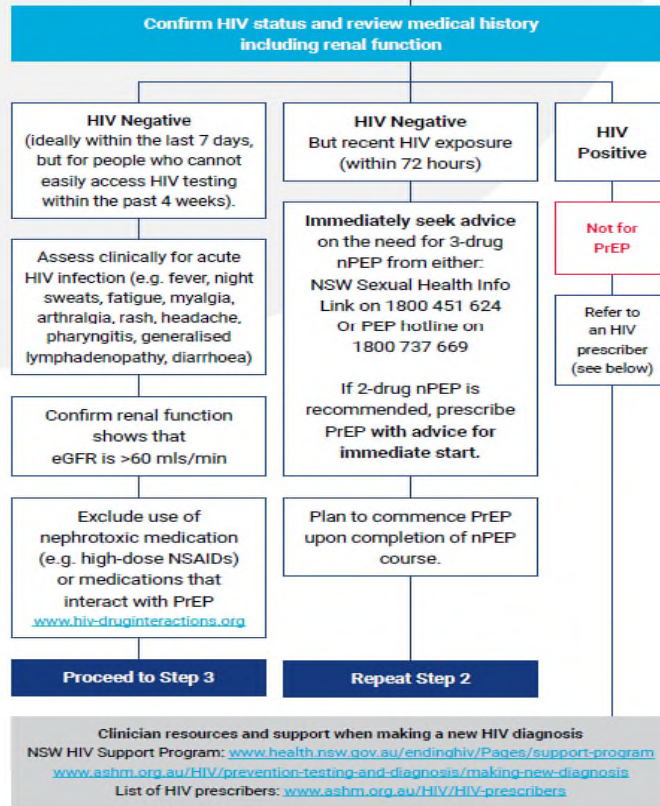 Confirm HIV status and review medical history
including renal function
HIV Negative
(ideally within the last 7 days,
but for people who cannot
easily access HIV testing
within the past 4 weeks).
Assess clinically for acute
HIV infection (e.g. fever, night
sweats, fatigue, myalgia,
arthralgia, rash, headache,
pharyngitis, generalised
lymphadenopathy, diarrhoea)
Confirm renal function
shows that
eGFR is >60 mls/min
Exclude use of
nephrotoxic medication
(e.g. high-dose NSAIDs)
or medications that
interact with PrEP
www.hiv-druginteractions.org
Proceed to Step 3
HIV Negative
But recent HIV exposure
(within 72 hours)
Immediately seek advice
on the need for 3-drug
nPEP from either:
NSW Sexual Health Info
Link on 1800 451 624
Or PEP hotline on
1800 737 669
If 2-drug nPEP is
recommended, prescribe
PrEP with advice for
immediate start.
Plan to commence PrEP
upon completion of nPEP
course.
Repeat Step 2
HIV
Positive
Not for
PrEP
Refer to
an HIV
prescriber
(see below)
Clinician resources and support when making a new HIV diagnosis
NSW HIV Support Program: www.health.nsw.gov.au/endinghiv/Pages/support-program
www.ashm.org.au/HIV/prevention-testing-and-diagnosis/making-new-diagnosis
List of HIV prescribers: www.ashm.org.au/HIV/HIV-prescribers